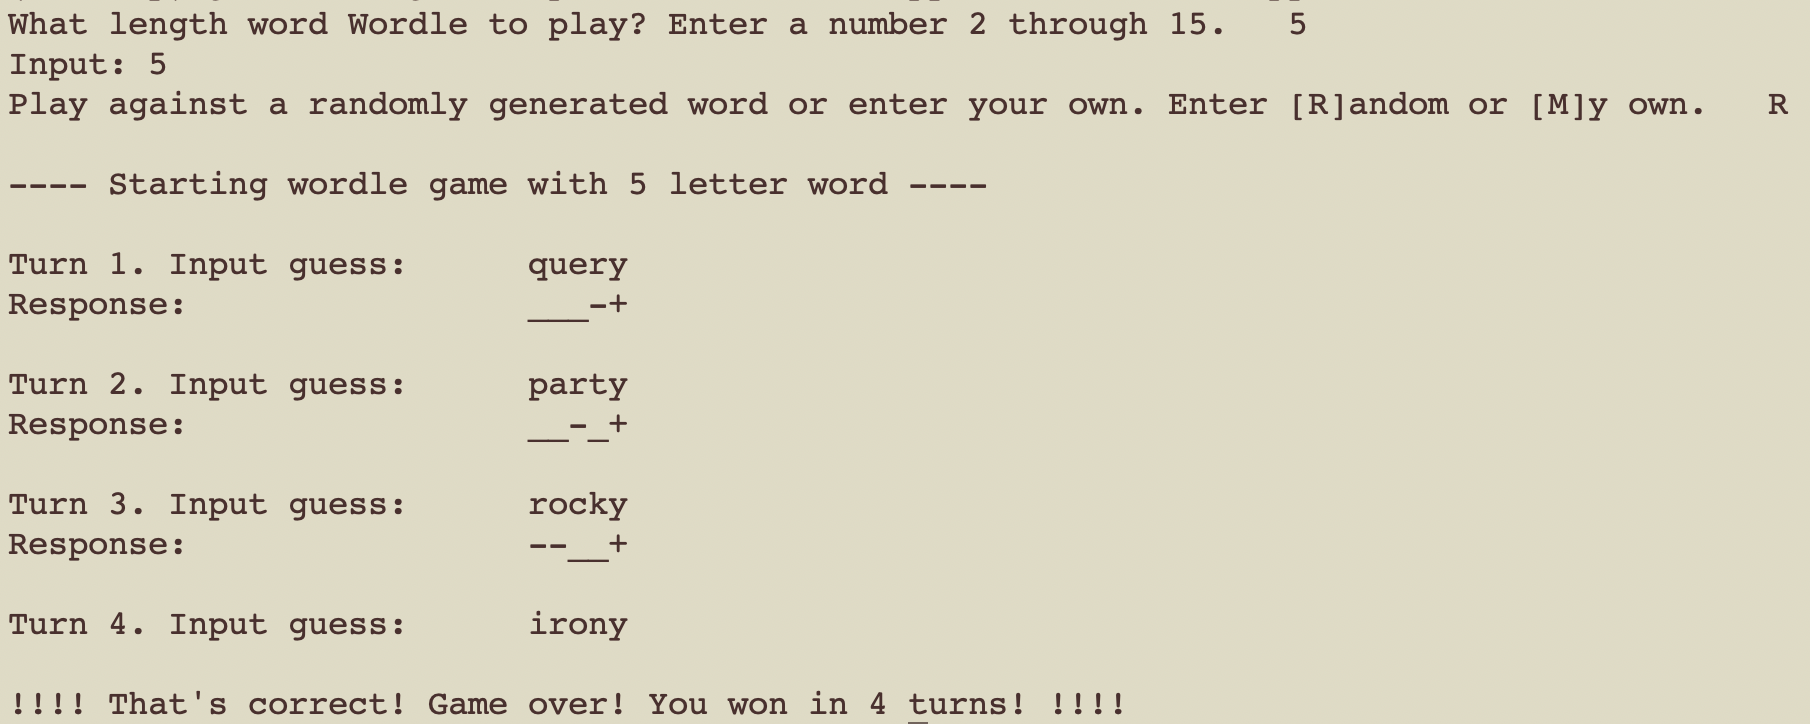 What length word Wordle to play? Enter a number 2 through 15.   5
Input: 5
Play against a randomly generated word or enter your own. Enter [R]andom or [M]y own.   R
---- Starting wordle game with 5 letter word ----
Turn 1. Input guess:      query
Response:                 ___-+
Turn 2. Input guess:      party
Response:                 __-_+
Turn 3. Input guess:      rocky
Response:                 --__+
Turn 4. Input guess:      irony
!!!! That's correct! Game over! You won in 4 turns! !!!!